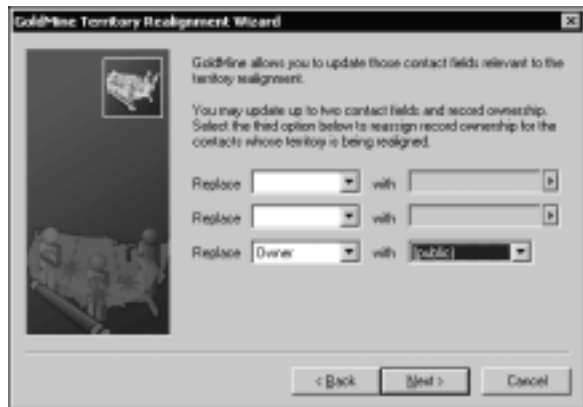 GoldMine Territory Realignment Wizard
GoldMine allows you to update those contact fields relevant to the
territory realignment.
You may update up to two contact fields and record ownership.
Select the third option below to reassign record ownership for the
contacts whose territory is being realigned.
Replace with
Replace with
Replace Owner with (public)
< Back Next > Cancel